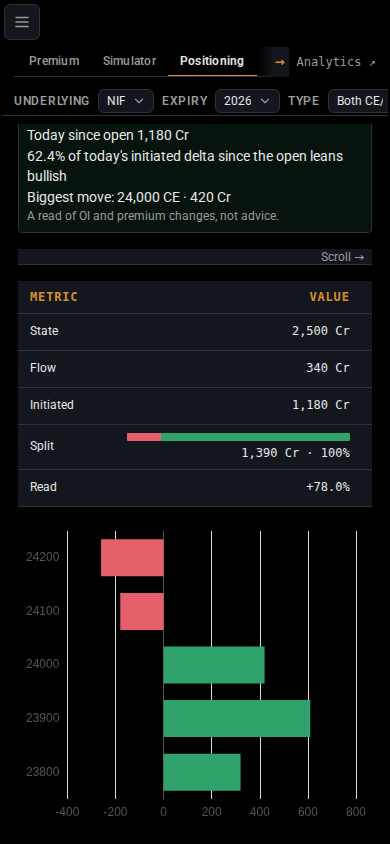 Premium Simulator Positioning → Analytics ↗
UNDERLYING NIF EXPIRY 2026 TYPE Both CE/
Today since open 1,180 Cr
62.4% of today's initiated delta since the open leans
bullish
Biggest move: 24,000 CE · 420 Cr
A read of OI and premium changes, not advice.
Scroll →
METRIC VALUE
State 2,500 Cr
Flow 340 Cr
Initiated 1,180 Cr
Split 1,390 Cr · 100%
Read +78.0%
24200
24100
24000
23900
23800
-400 -200 0 200 400 600 800